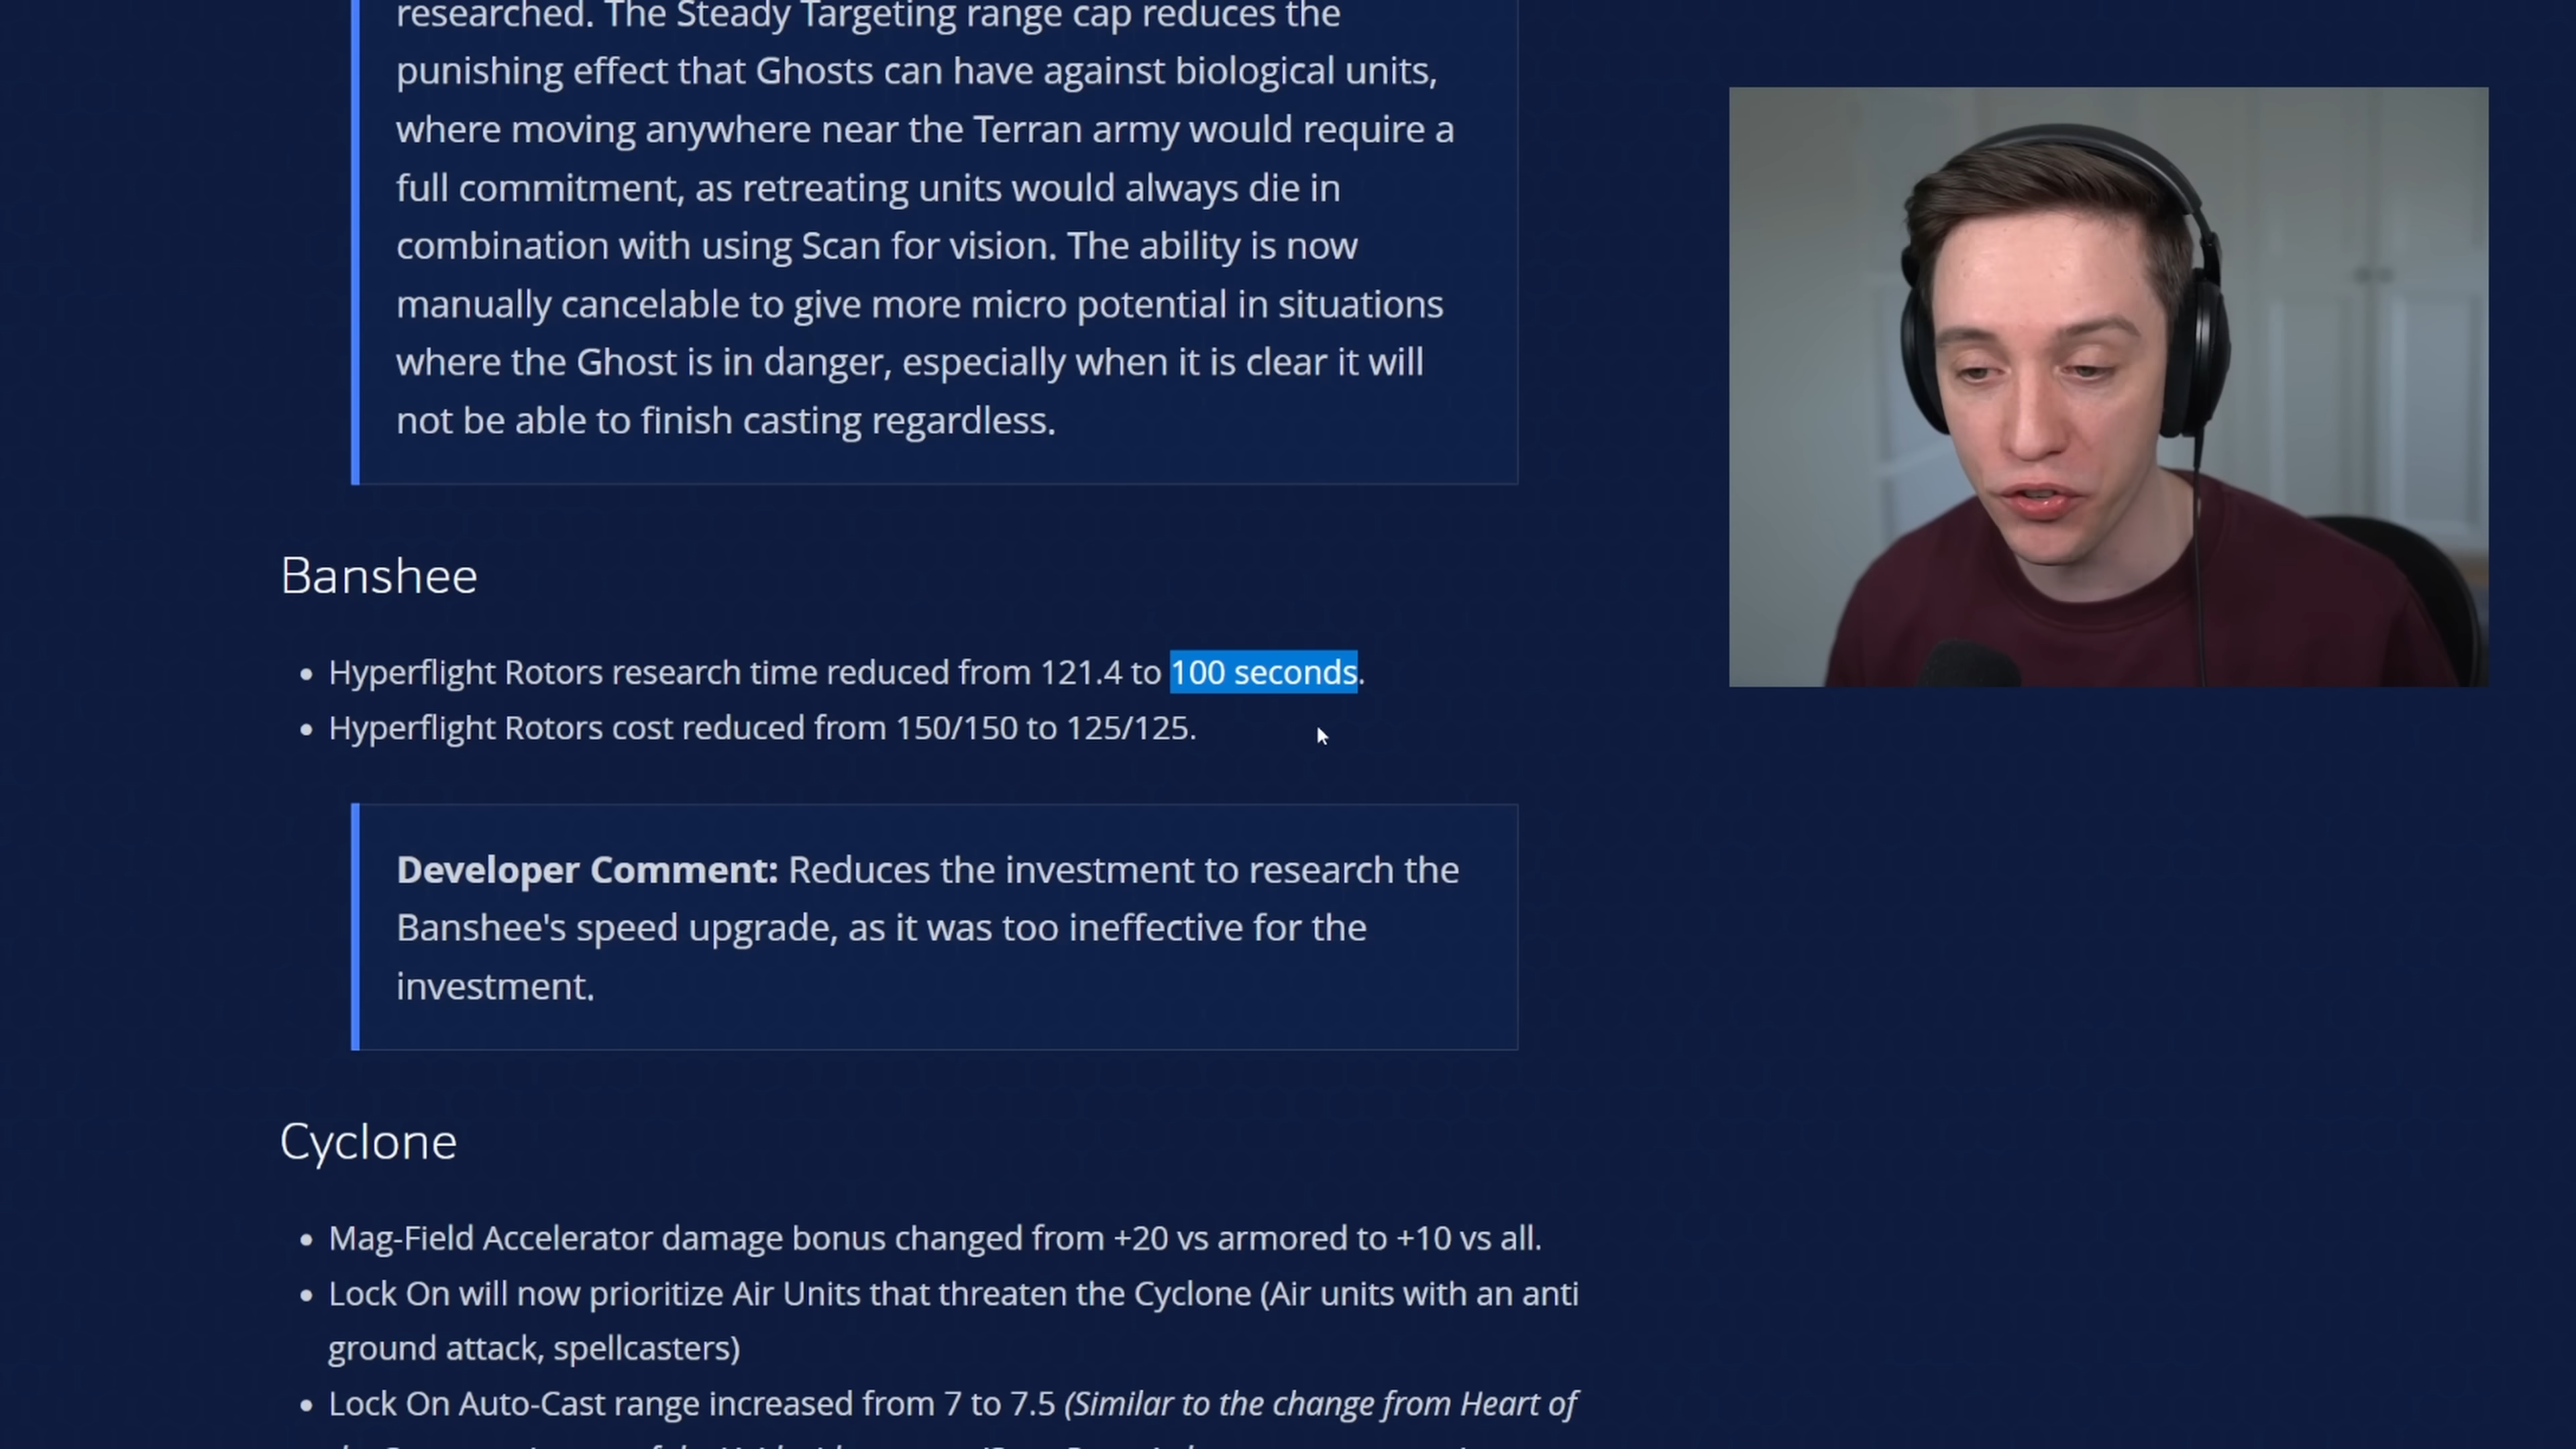 researched. The Steady Targeting range cap reduces the
punishing effect that Ghosts can have against biological units,
where moving anywhere near the Terran army would require a
full commitment, as retreating units would always die in
combination with using Scan for vision. The ability is now
manually cancelable to give more micro potential in situations
where the Ghost is in danger, especially when it is clear it will
not be able to finish casting regardless.
Banshee
• Hyperflight Rotors research time reduced from 121.4 to 100 seconds.
• Hyperflight Rotors cost reduced from 150/150 to 125/125.
Developer Comment: Reduces the investment to research the
Banshee's speed upgrade, as it was too ineffective for the
investment.
Cyclone
• Mag-Field Accelerator damage bonus changed from +20 vs armored to +10 vs all.
• Lock On will now prioritize Air Units that threaten the Cyclone (Air units with an anti
ground attack, spellcasters)
• Lock On Auto-Cast range increased from 7 to 7.5 (Similar to the change from Heart of